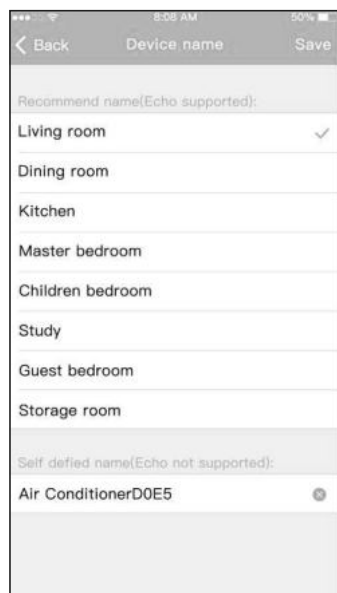 8:08 AM
50%
Back
Device name
Save
Recommend name(Echo supported):
Living room
Dining room
Kitchen
Master bedroom
Children bedroom
Study
Guest bedroom
Storage room
Self defied name(Echo not supported):
Air ConditionerD0E5